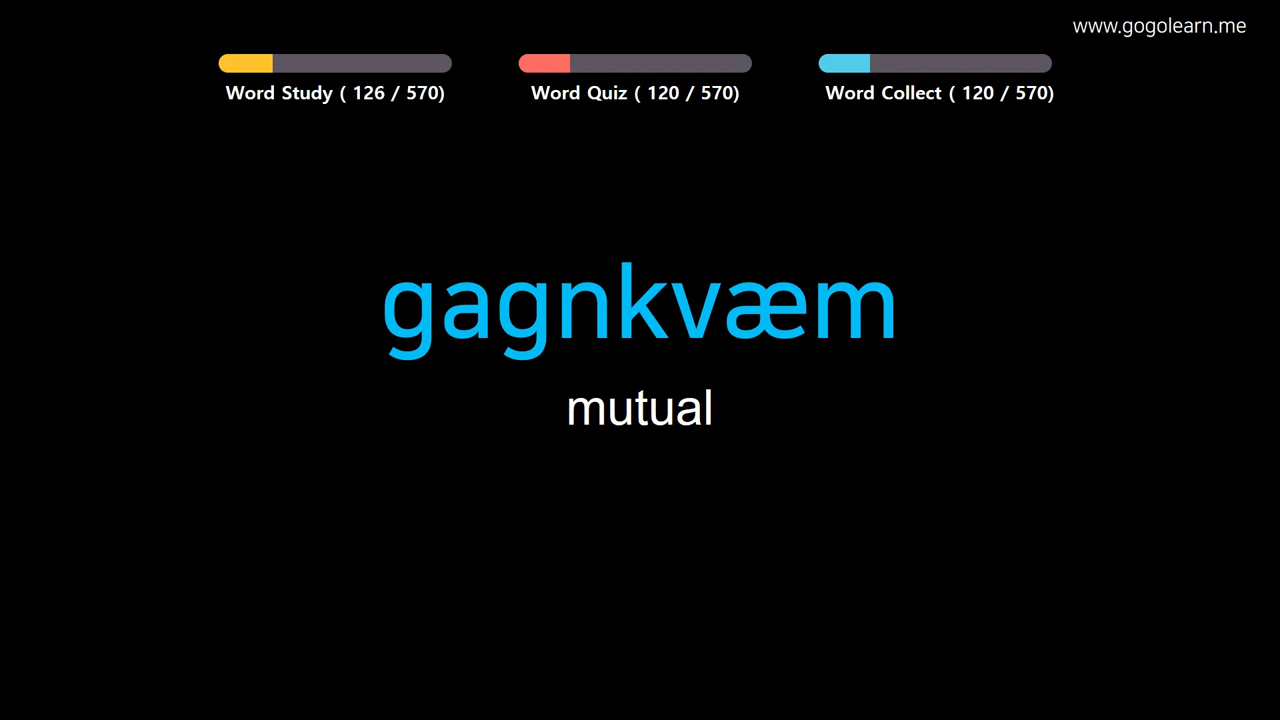 www.gogolearn.me
Word Study ( 126 / 570)
Word Quiz ( 120 / 570)
Word Collect ( 120 / 570)
gagnkvæm
mutual